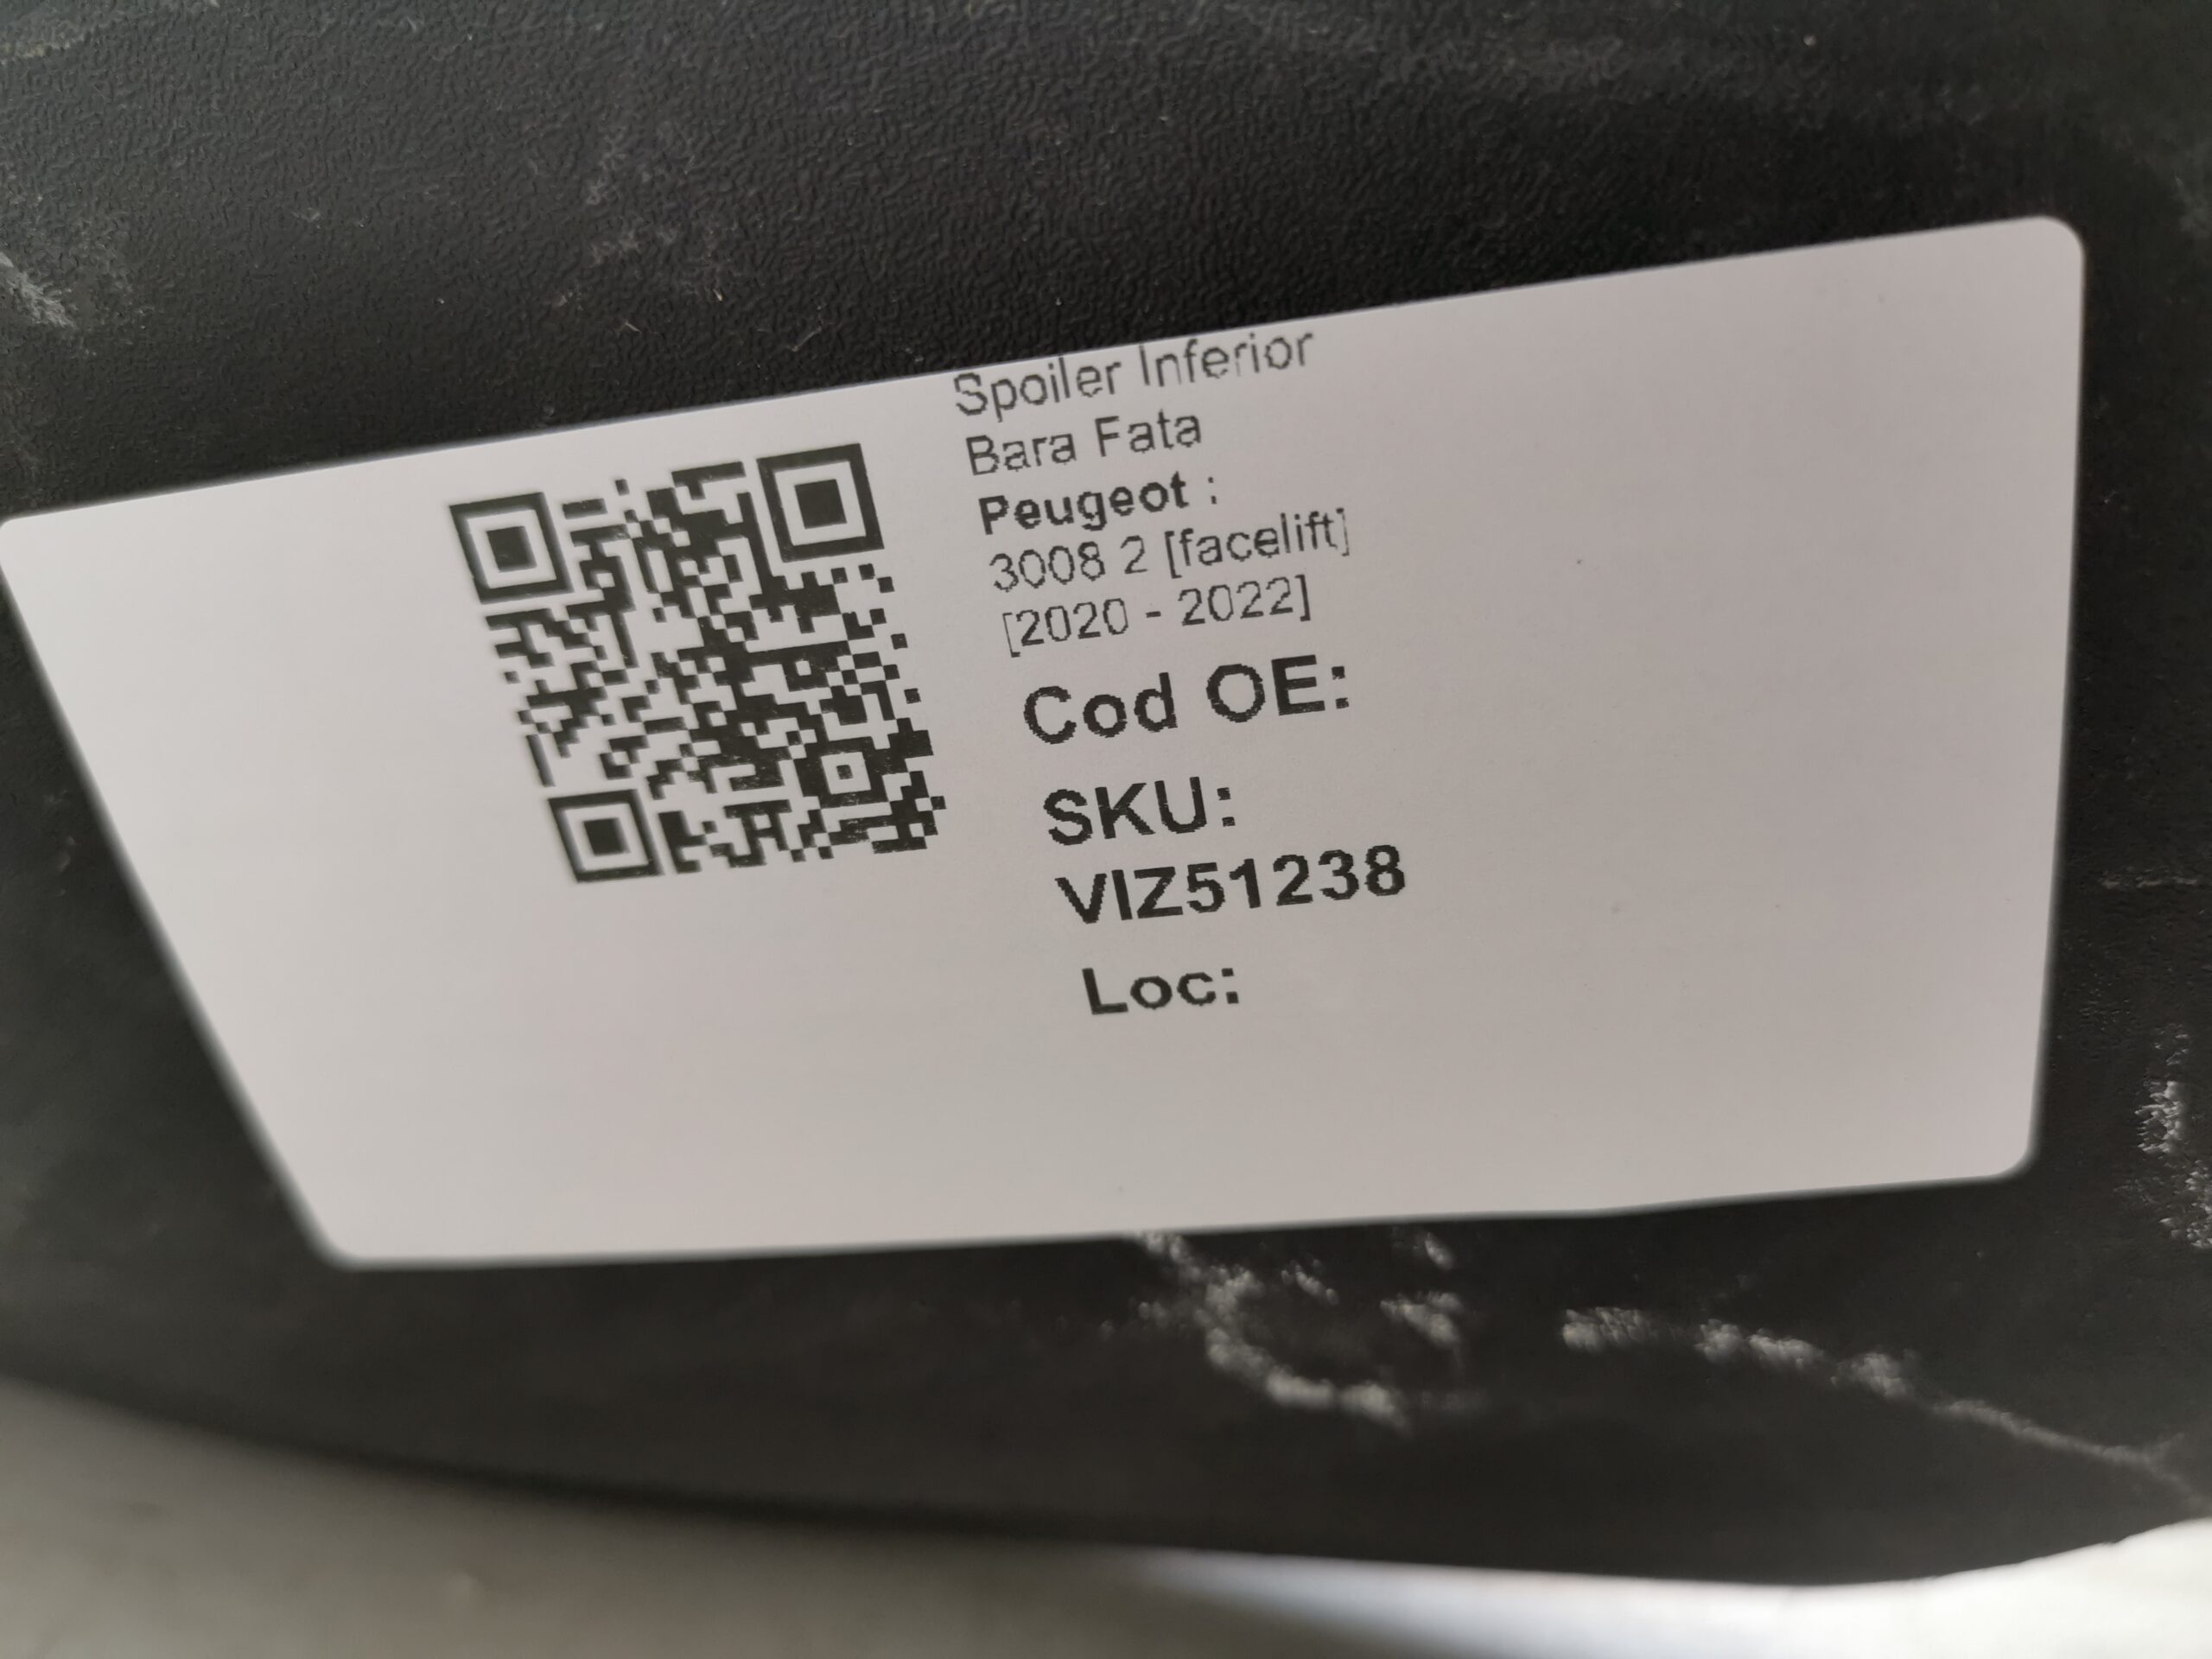 Spoiler Inferior
Bara Fata
Peugeot :
3008 2 [facelift]
[2020 - 2022]
Cod OE:
SKU:
VIZ51238
Loc: